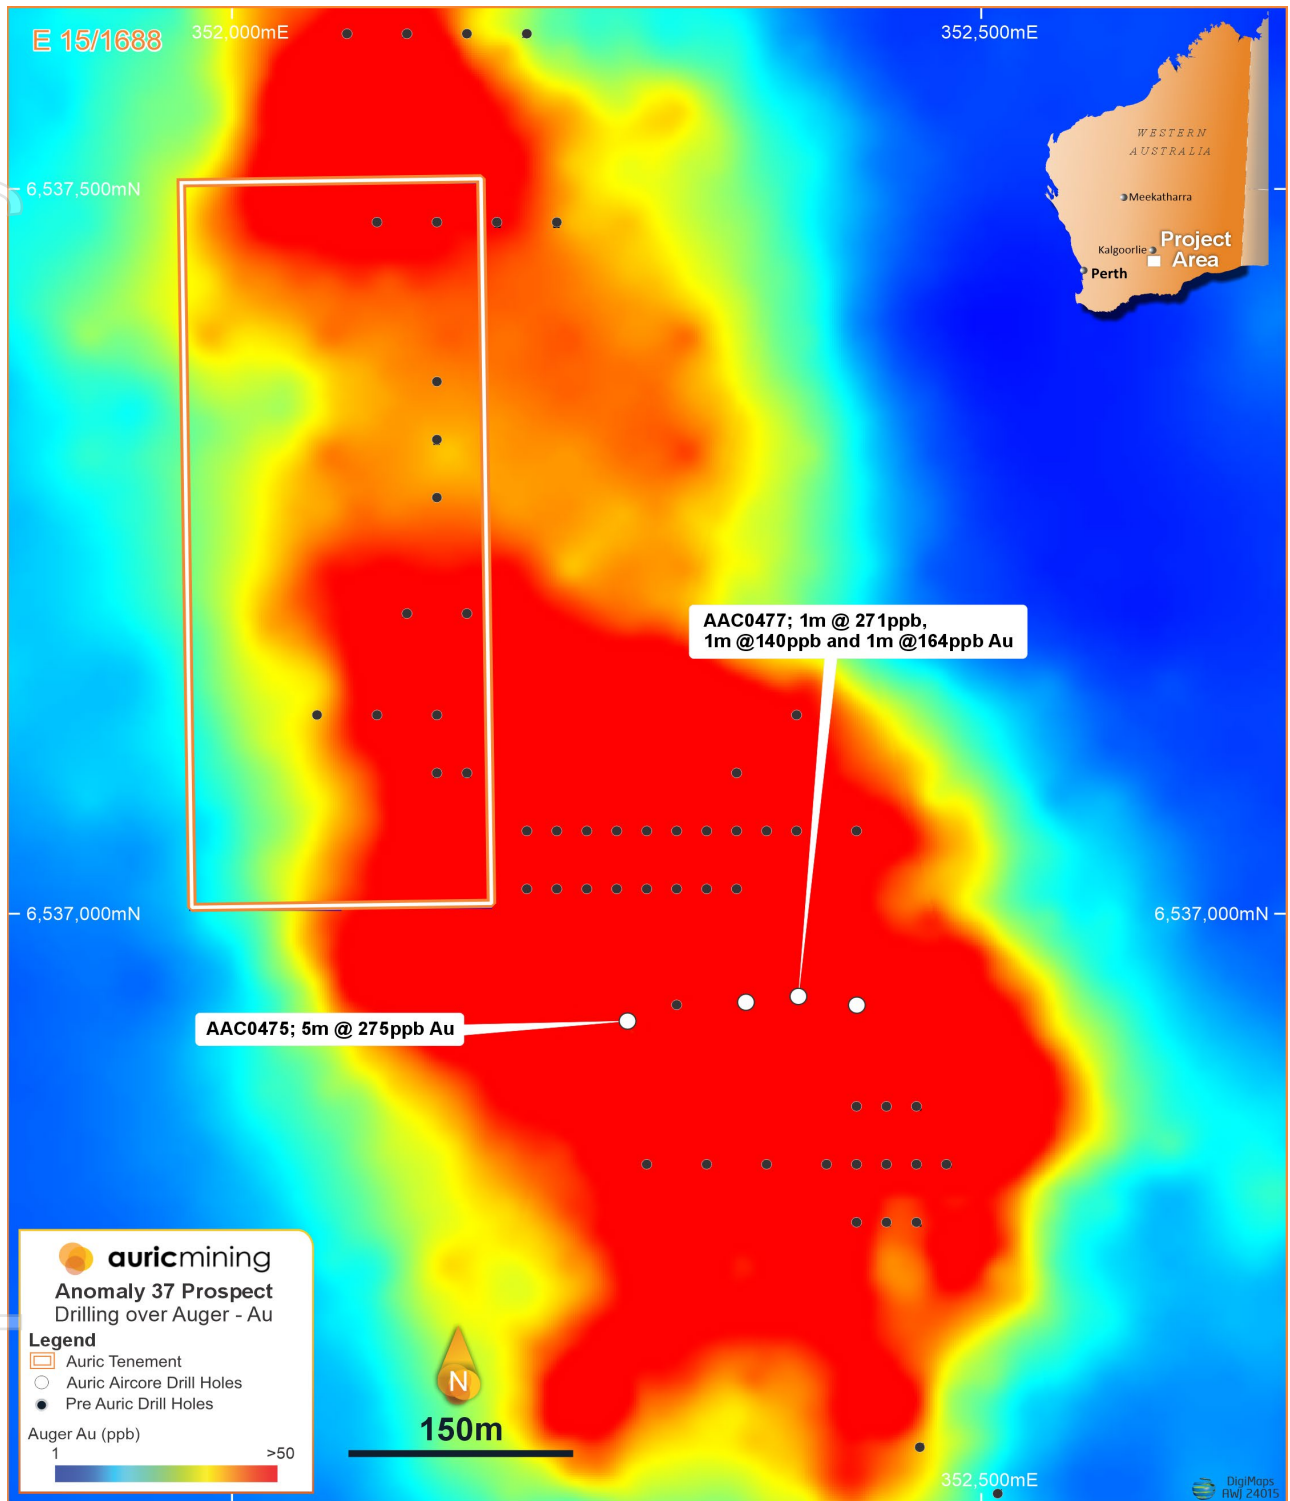 E 15/1688
352,000mE
352,500mE
6,537,500mN
WESTERN
AUSTRALIA
Meekatharra
Kalgoorlie
Project
Area
Perth
AAC0477; 1m @ 271ppb,
1m @140ppb and 1m @164ppb Au
6,537,000mN
6,537,000mN
AAC0475; 5m @ 275ppb Au
auricmining
Anomaly 37 Prospect
Drilling over Auger - Au
Legend
Auric Tenement
Auric Aircore Drill Holes
Pre Auric Drill Holes
Auger Au (ppb)
1
>50
N
150m
352,500mE
DigiMaps
AWJ 24015